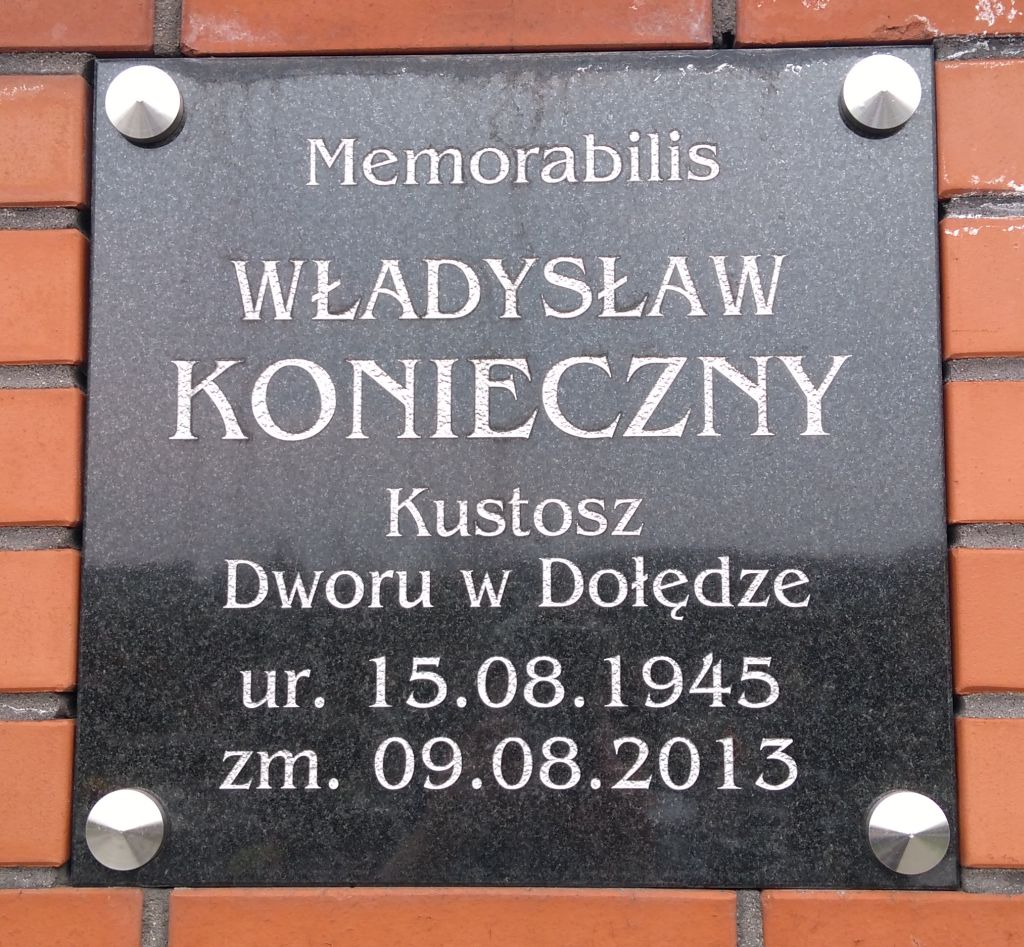 Memorabilis
WŁADYSŁAW
KONIECZNY
Kustosz
Dworu w Dołędze
ur. 15.08.1945
zm. 09.08.2013